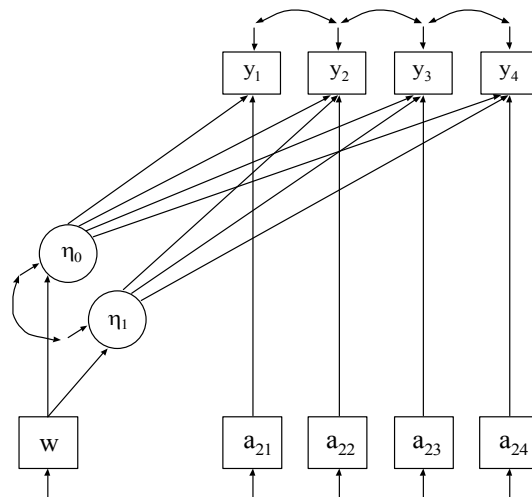 y₁ y₂ y₃ y₄
η₀
η₁
w a₂₁ a₂₂ a₂₃ a₂₄